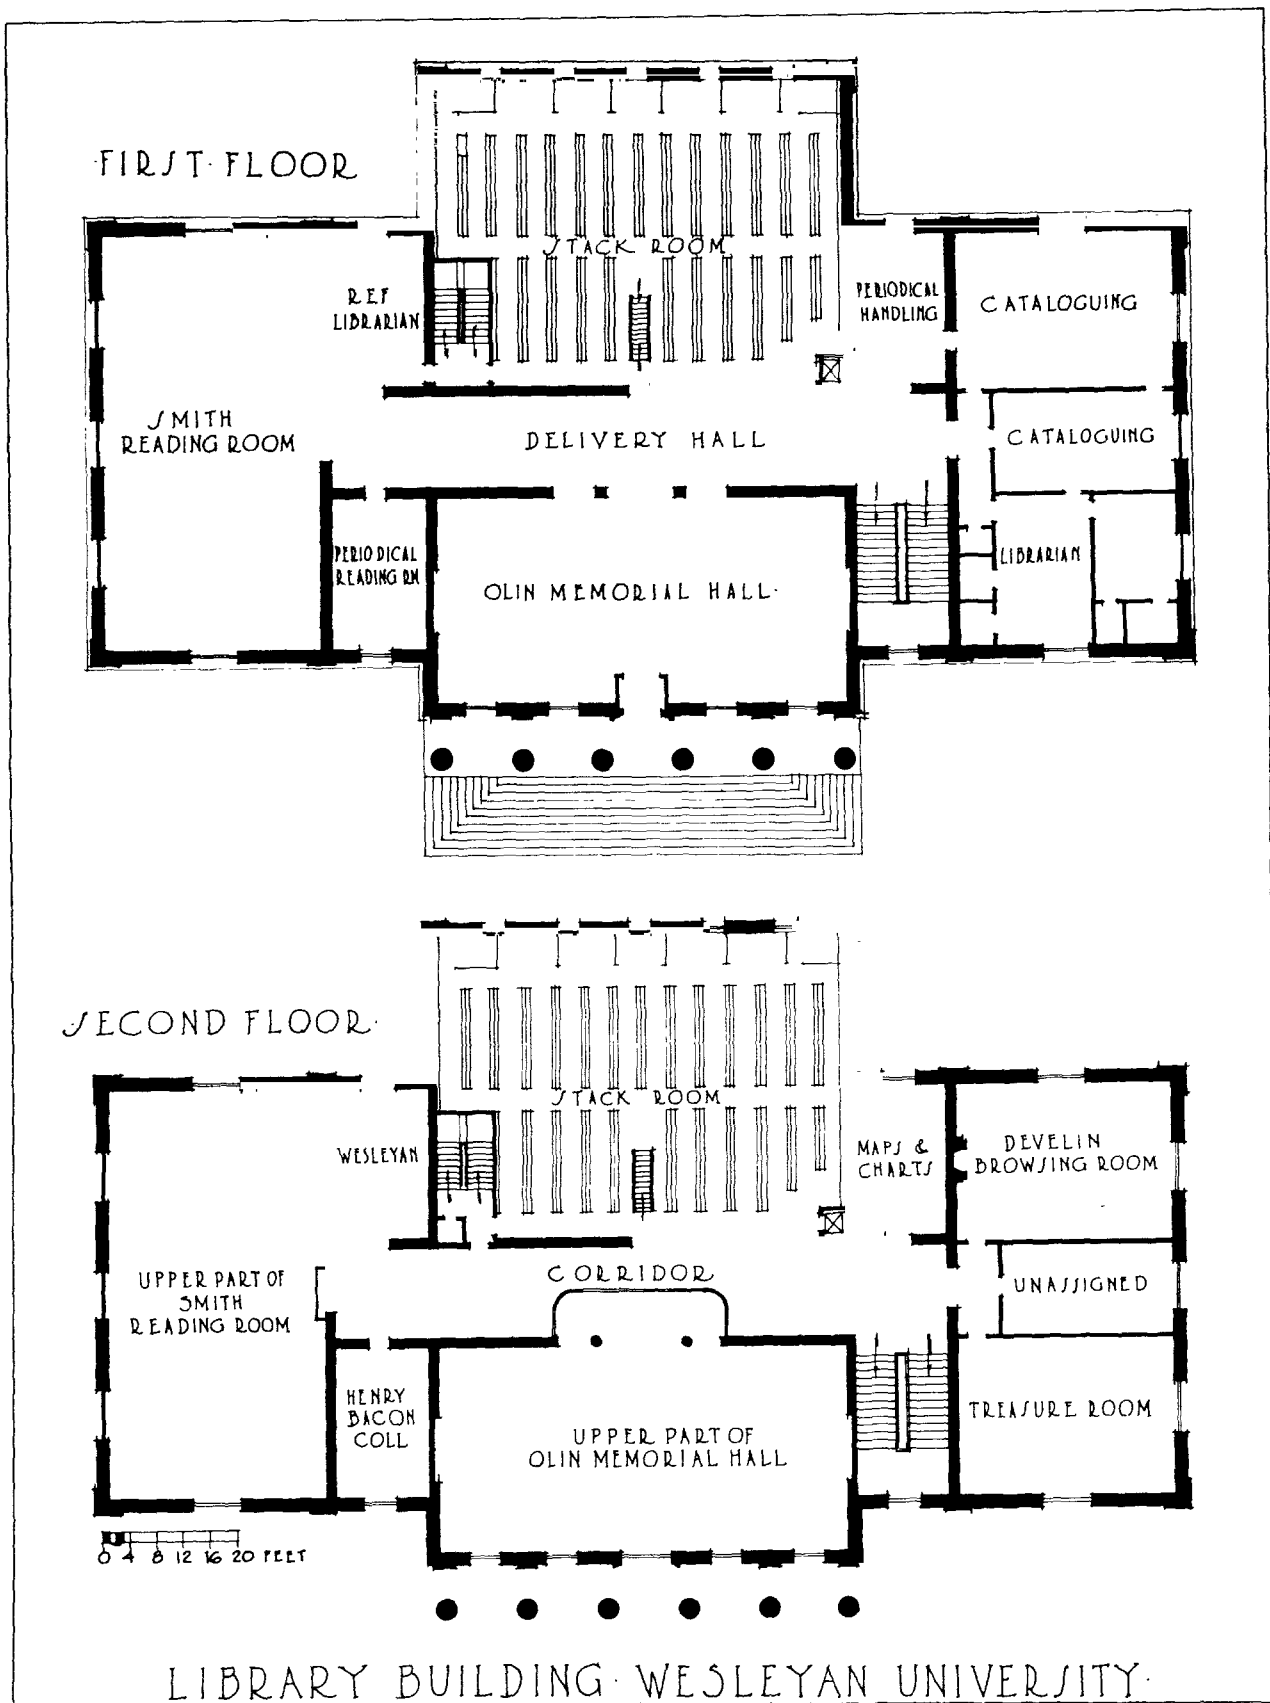 ·FIRST·FLOOR
STACK ROOM
REF
LIBRARIAN
PERIODICAL
HANDLING
CATALOGUING
SMITH
READING ROOM
DELIVERY HALL
CATALOGUING
PERIODICAL
READING RM
OLIN MEMORIAL HALL·
LIBRARIAN
·SECOND FLOOR·
STACK ROOM
WESLEYAN
MAPS &
CHARTS
DEVELIN
BROWSING ROOM
UPPER PART OF
SMITH
READING ROOM
CORRIDOR
UNASSIGNED
HENRY
BACON
COLL
UPPER PART OF
OLIN MEMORIAL HALL
TREASURE ROOM
0 4 8 12 16 20 FEET
LIBRARY BUILDING·WESLEYAN UNIVERSITY·